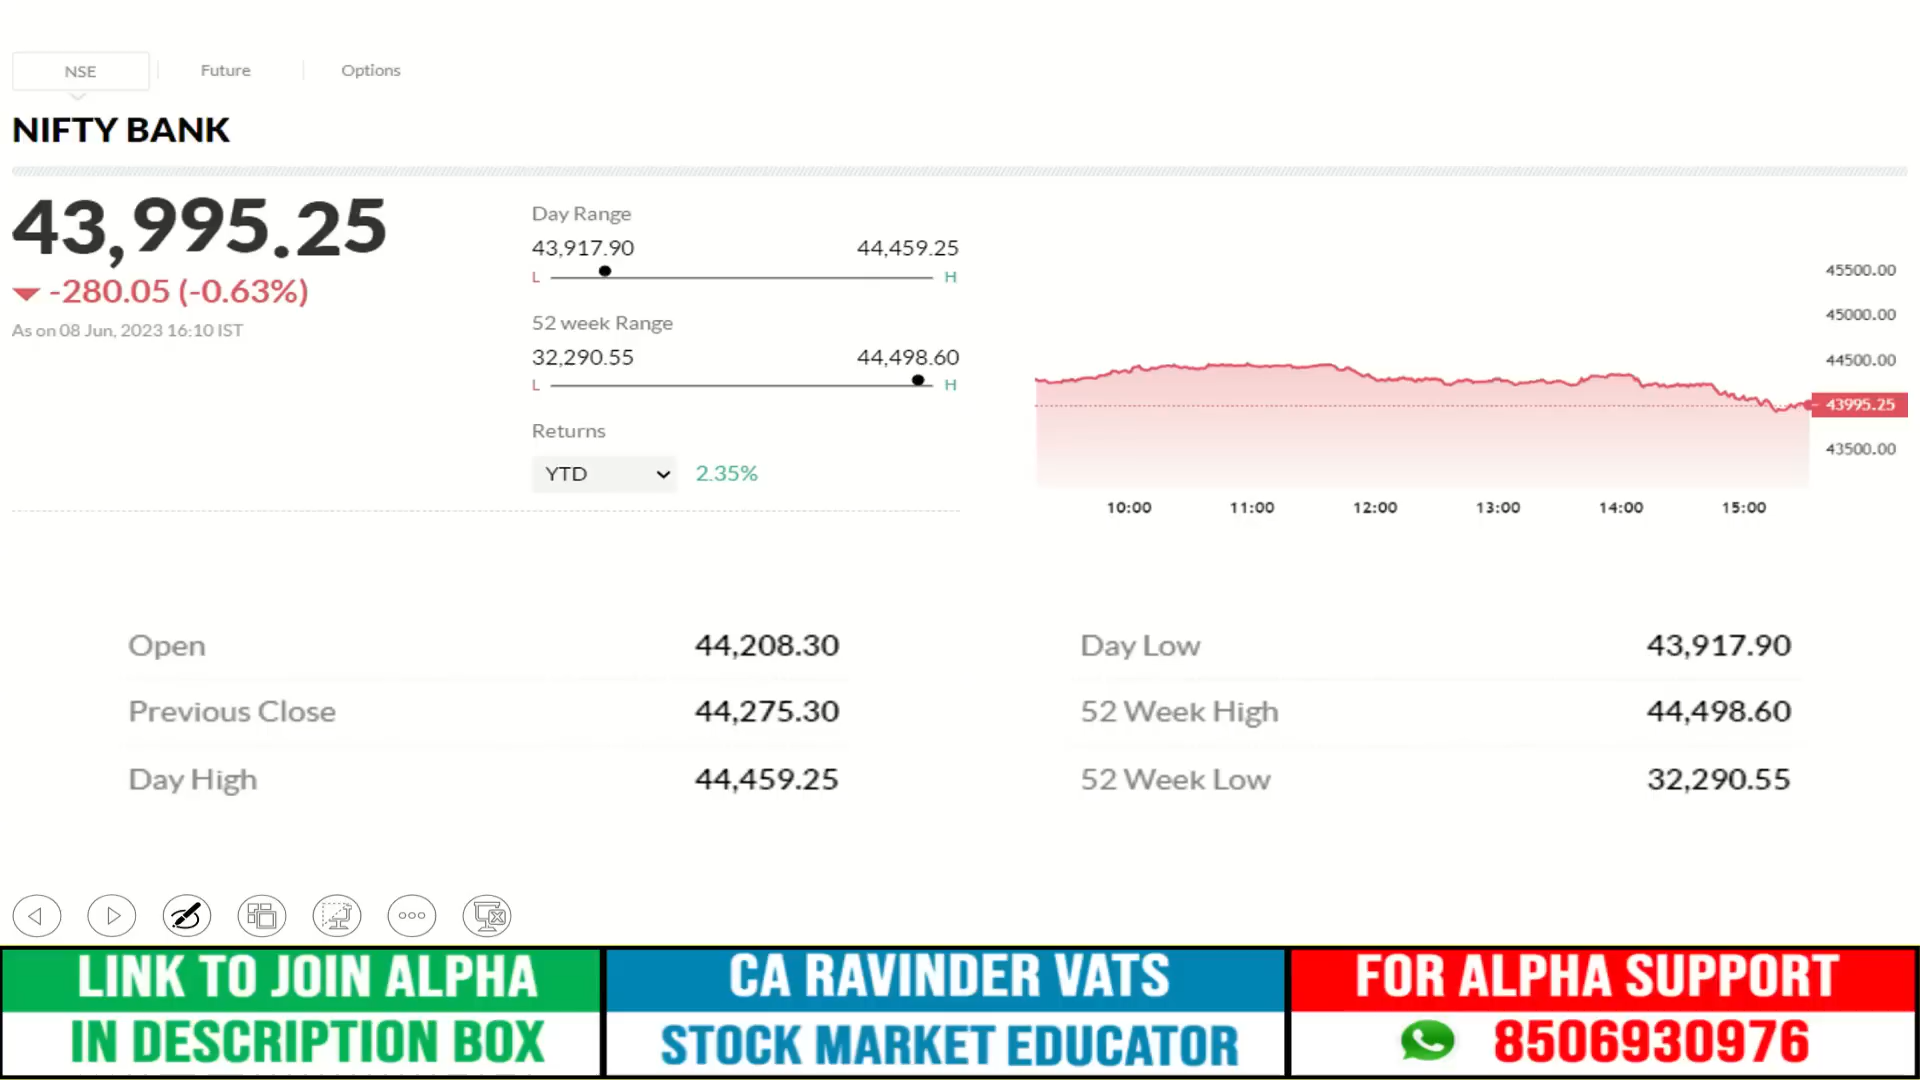 NSE
Future
Options
NIFTY BANK
43,995.25
-280.05 (-0.63%)
As on 08 Jun, 2023 16:10 IST
Day Range
43,917.90 44,459.25
L H
52 week Range
32,290.55 44,498.60
L H
Returns
YTD 2.35%
45500.00
45000.00
44500.00
43995.25
43500.00
10:00 11:00 12:00 13:00 14:00 15:00
Open 44,208.30
Previous Close 44,275.30
Day High 44,459.25
Day Low 43,917.90
52 Week High 44,498.60
52 Week Low 32,290.55
LINK TO JOIN ALPHA
IN DESCRIPTION BOX
CA RAVINDER VATS
STOCK MARKET EDUCATOR
FOR ALPHA SUPPORT
8506930976